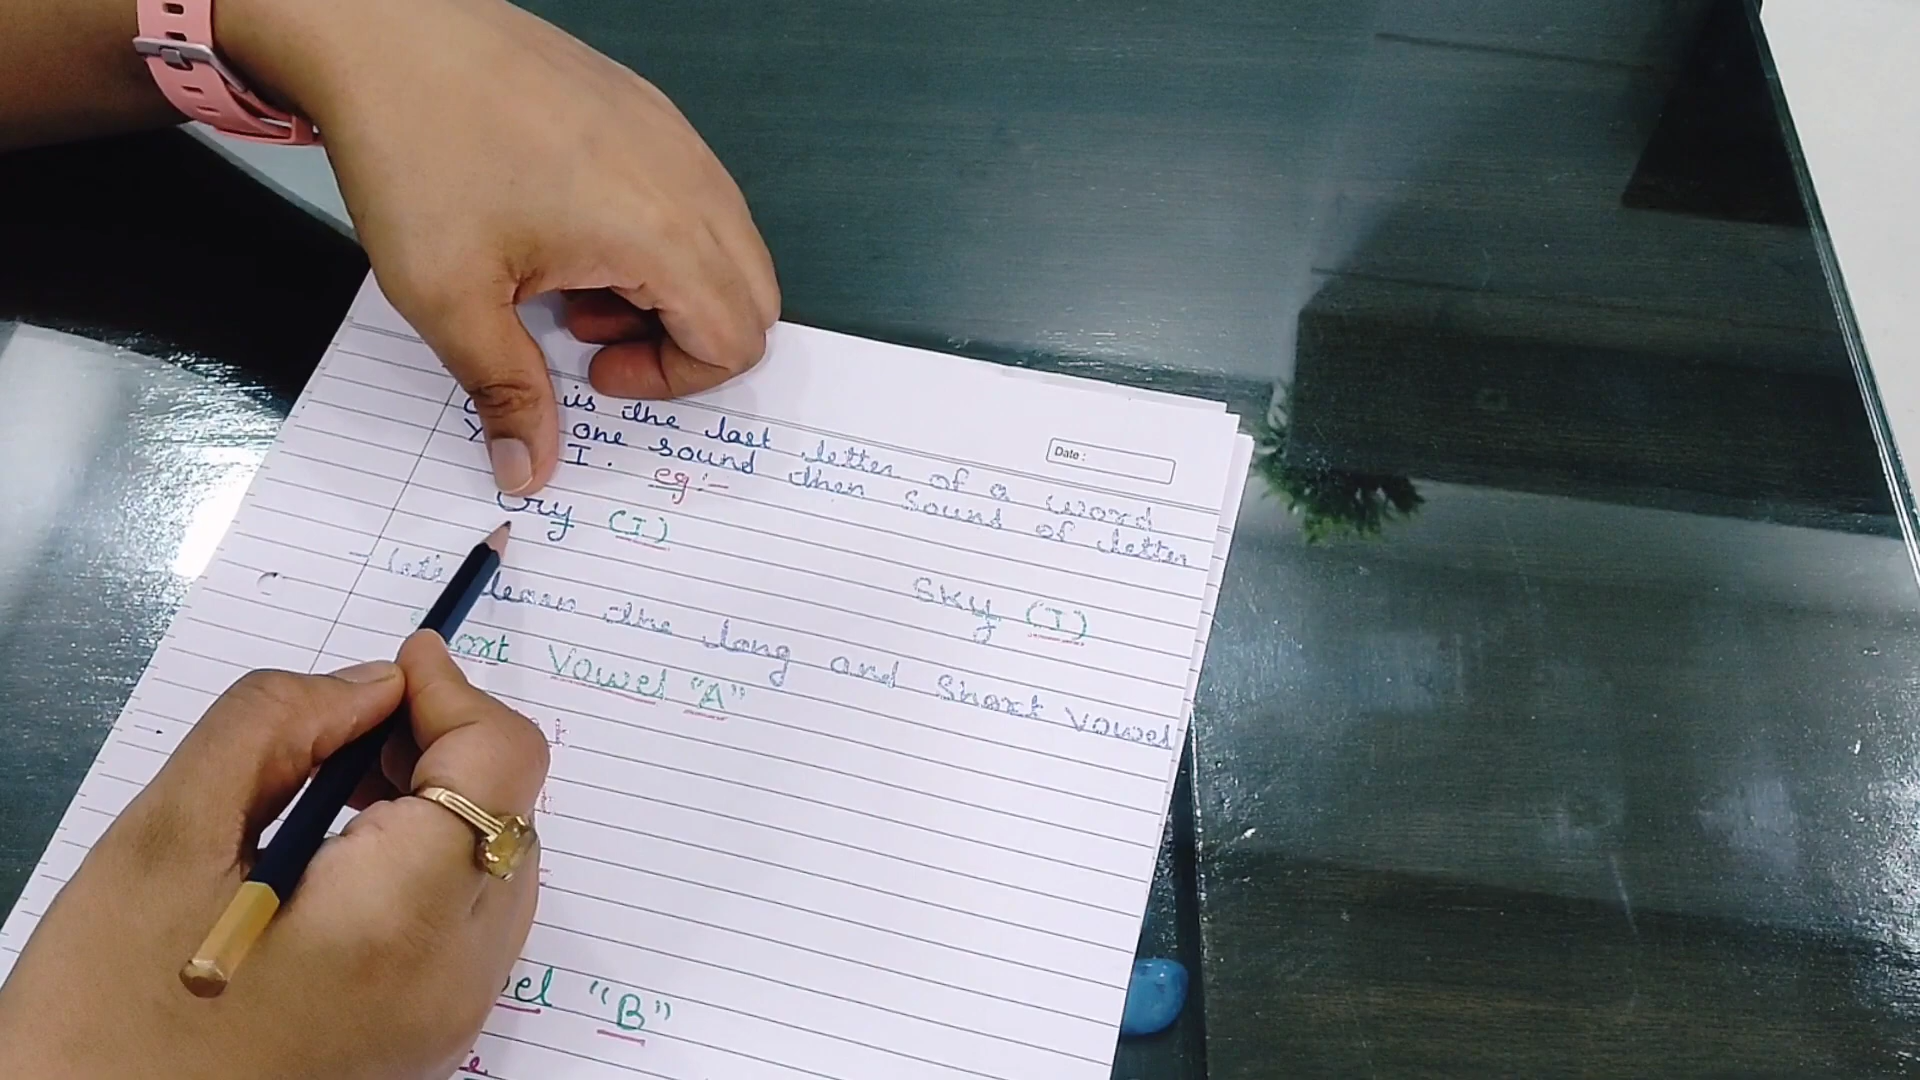 Date :
is the last letter of a word
Y one sound then sound of letter
I. eg:-
Cry (I)
Sky (I)
learn the long and Short Vowel
Vowel "A"
"B"